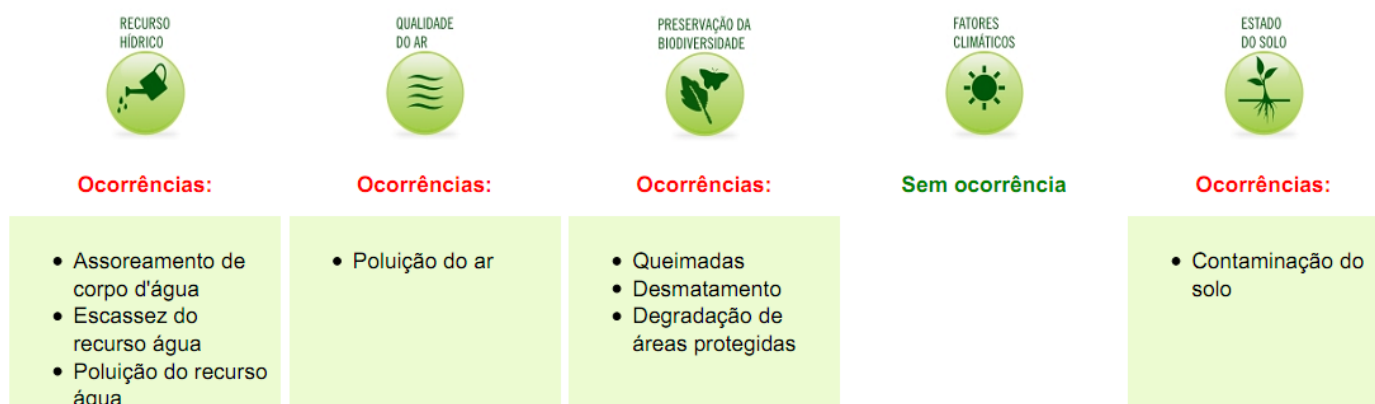 RECURSO
HÍDRICO
QUALIDADE
DO AR
PRESERVAÇÃO DA
BIODIVERSIDADE
FATORES
CLIMÁTICOS
ESTADO
DO SOLO
Ocorrências:
Ocorrências:
Ocorrências:
Sem ocorrência
Ocorrências:
• Assoreamento de
corpo d'água
• Escassez do
recurso água
• Poluição do recurso
água
• Poluição do ar
• Queimadas
• Desmatamento
• Degradação de
áreas protegidas
• Contaminação do
solo